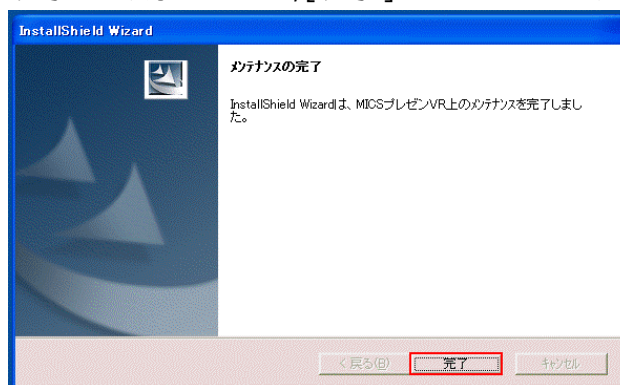 InstallShield Wizard
メンテナンスの完了
InstallShield Wizardは、MICSプレゼンVR上のメンテナンスを完了しまし
た。
< 戻る(B)
完了
キャンセル